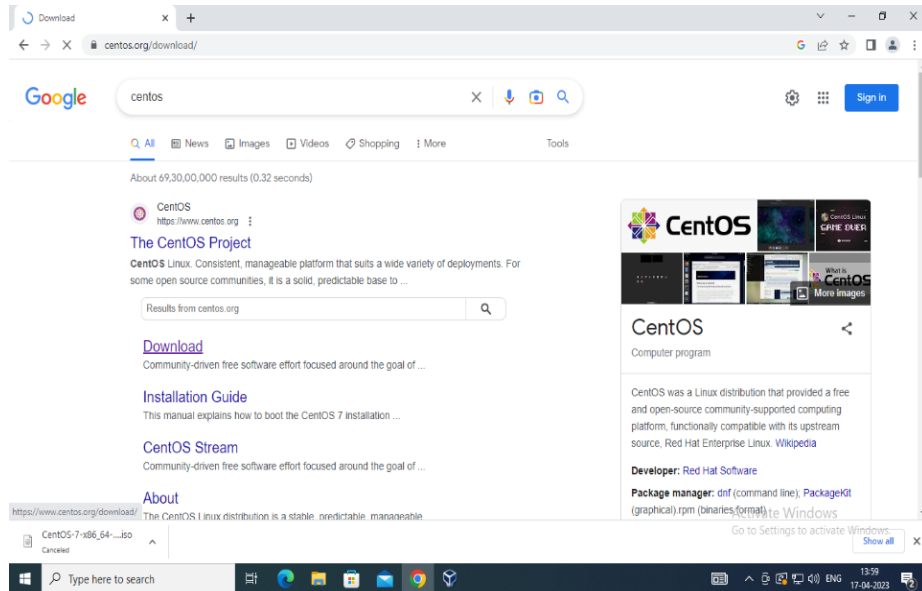 Download
centos.org/download/
Google
centos
Sign in
All News Images Videos Shopping More Tools
About 69,30,00,000 results (0.32 seconds)
CentOS
https://www.centos.org
The CentOS Project
CentOS Linux. Consistent, manageable platform that suits a wide variety of deployments. For
some open source communities, it is a solid, predictable base to ...
Results from centos.org
Download
Community-driven free software effort focused around the goal of ...
Installation Guide
This manual explains how to boot the CentOS 7 installation ...
CentOS Stream
Community-driven free software effort focused around the goal of ...
About
The CentOS Linux distribution is a stable, predictable, manageable
https://www.centos.org/download/
CentOS
CentOS Linux
GAME OVER
What is
CentOS
More images
CentOS
Computer program
CentOS was a Linux distribution that provided a free
and open-source community-supported computing
platform, functionally compatible with its upstream
source, Red Hat Enterprise Linux. Wikipedia
Developer: Red Hat Software
Package manager: dnf (command line); PackageKit
(graphical).rpm (binaries format)
Activate Windows
Go to Settings to activate Windows.
CentOS-7-x86_64-....iso
Canceled
Show all
Type here to search
ENG
13:59
17-04-2023
2